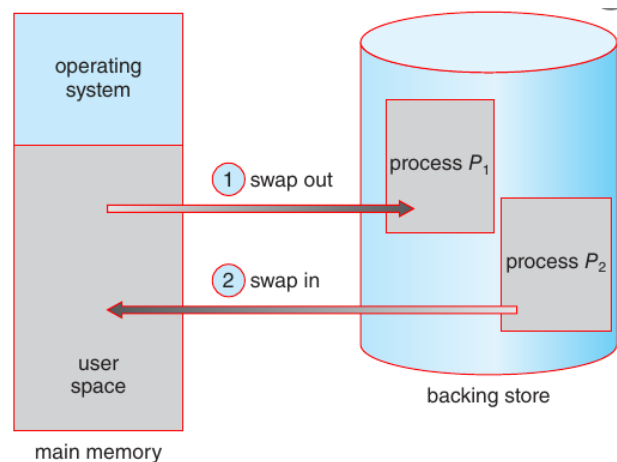 operating
system
process P₁
1 swap out
process P₂
2 swap in
user
space
backing store
main memory